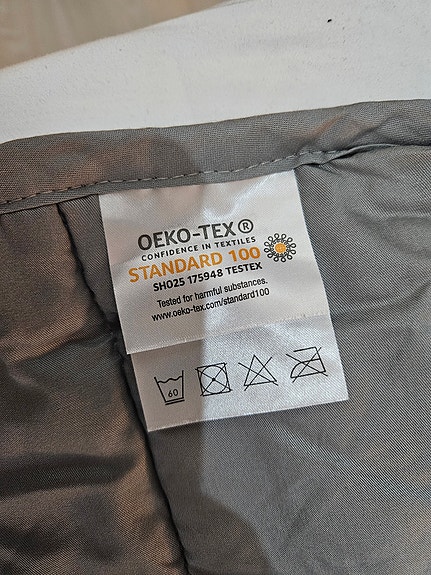 OEKO-TEX®
CONFIDENCE IN TEXTILES
STANDARD 100
SH025 175948 TESTEX
Tested for harmful substances.
www.oeko-tex.com/standard100
60